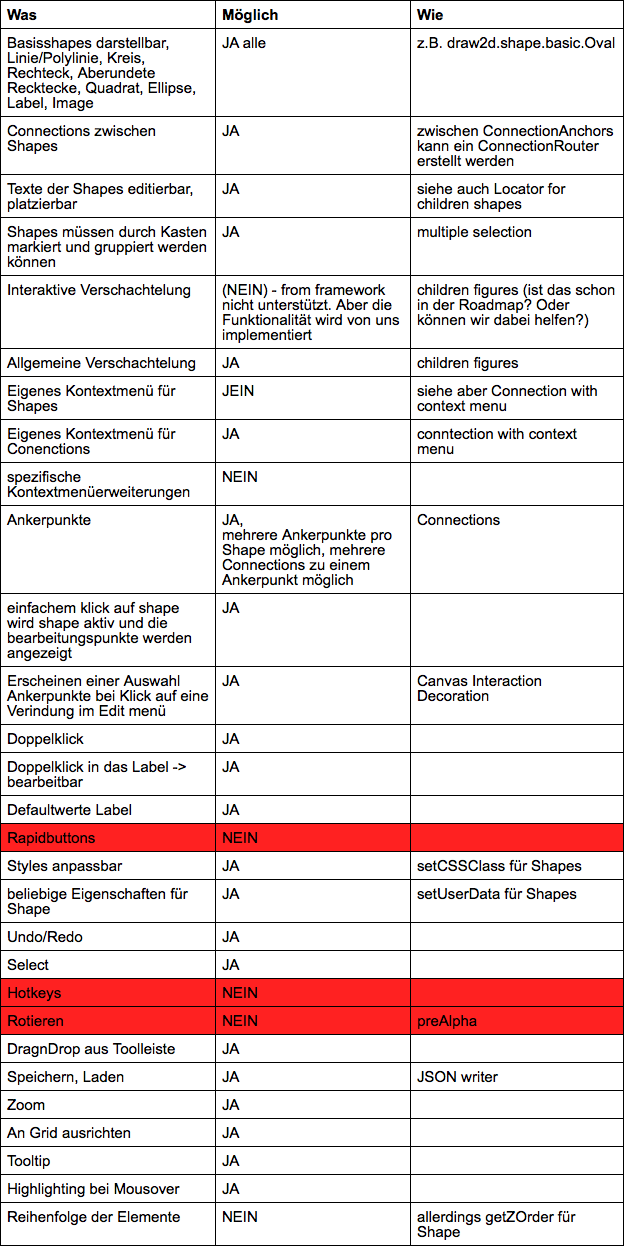 Was Möglich Wie
Basisshapes darstellbar,
Linie/Polylinie, Kreis,
Rechteck, Aberundete
Recktecke, Quadrat, Ellipse,
Label, Image
JA alle
z.B. draw2d.shape.basic.Oval
Connections zwischen
Shapes
JA
zwischen ConnectionAnchors
kann ein ConnectionRouter
erstellt werden
Texte der Shapes editierbar,
platzierbar
JA
siehe auch Locator for
children shapes
Shapes müssen durch Kasten
markiert und gruppiert werden
können
JA
multiple selection
Interaktive Verschachtelung
(NEIN) - from framework
nicht unterstützt. Aber die
Funktionalität wird von uns
implementiert
children figures (ist das schon
in der Roadmap? Oder
können wir dabei helfen?)
Allgemeine Verschachtelung
JA
children figures
Eigenes Kontextmenü für
Shapes
JEIN
siehe aber Connection with
context menu
Eigenes Kontextmenü für
Conenctions
JA
conntection with context
menu
spezifische
Kontextmenüerweiterungen
NEIN
Ankerpunkte
JA,
mehrere Ankerpunkte pro
Shape möglich, mehrere
Connections zu einem
Ankerpunkt möglich
Connections
einfachem klick auf shape
wird shape aktiv und die
bearbeitungspunkte werden
angezeigt
JA
Erscheinen einer Auswahl
Ankerpunkte bei Klick auf eine
Verindung im Edit menü
JA
Canvas Interaction
Decoration
Doppelklick
JA
Doppelklick in das Label ->
bearbeitbar
JA
Defaultwerte Label
JA
Rapidbuttons
NEIN
Styles anpassbar
JA
setCSSClass für Shapes
beliebige Eigenschaften für
Shape
JA
setUserData für Shapes
Undo/Redo
JA
Select
JA
Hotkeys
NEIN
Rotieren
NEIN
preAlpha
DragnDrop aus Toolleiste
JA
Speichern, Laden
JA
JSON writer
Zoom
JA
An Grid ausrichten
JA
Tooltip
JA
Highlighting bei Mousover
JA
Reihenfolge der Elemente
NEIN
allerdings getZOrder für
Shape